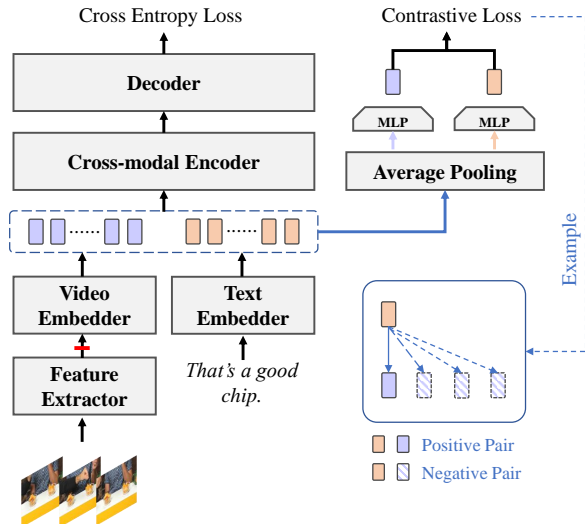 Cross Entropy Loss
Contrastive Loss
Decoder
MLP
MLP
Cross-modal Encoder
Average Pooling
Example
Video
Embedder
Text
Embedder
Feature
Extractor
That's a good
chip.
Positive Pair
Negative Pair